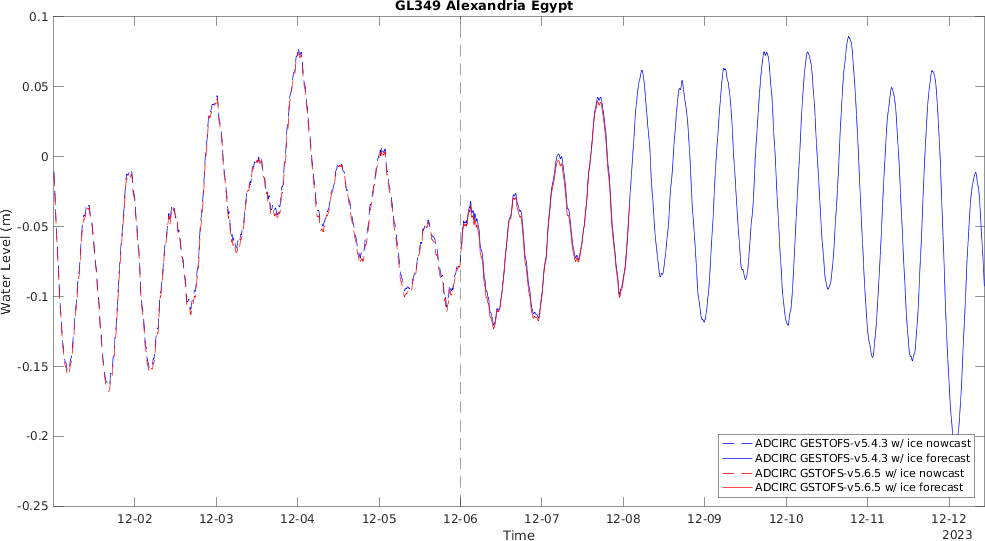 GL349 Alexandria Egypt
0.1
0.05
0
-0.05
-0.1
-0.15
-0.2
-0.25
Water Level (m)
12-02 12-03 12-04 12-05 12-06 12-07 12-08 12-09 12-10 12-11 12-12
Time
2023
ADCIRC GESTOFS-v5.4.3 w/ ice nowcast
ADCIRC GESTOFS-v5.4.3 w/ ice forecast
ADCIRC GSTOFS-v5.6.5 w/ ice nowcast
ADCIRC GSTOFS-v5.6.5 w/ ice forecast